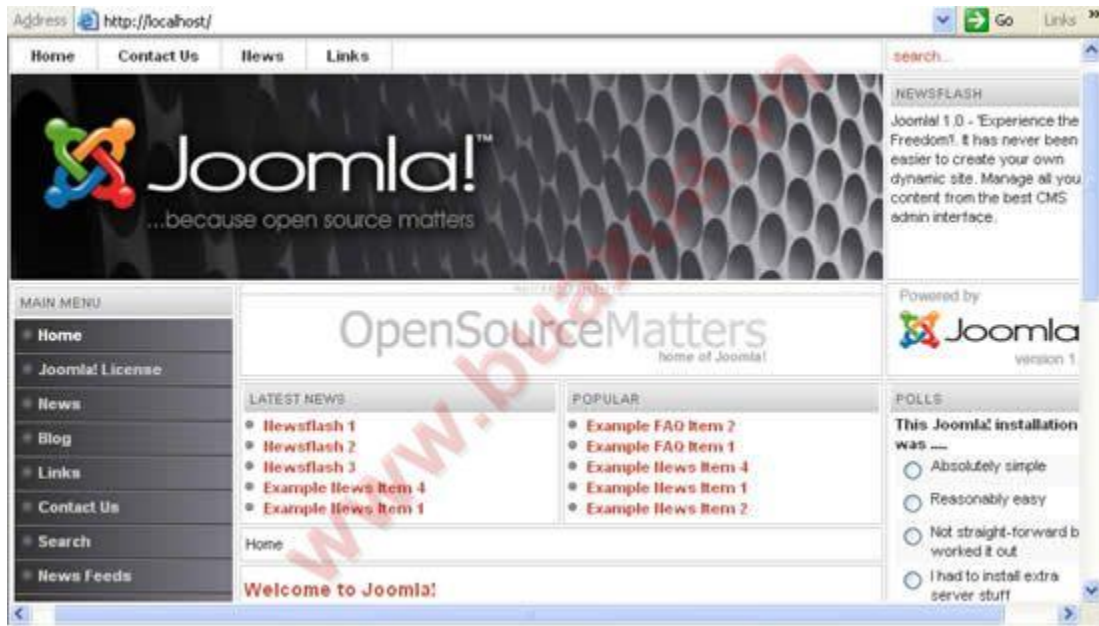 Address http://localhost/ Go Links
Home Contact Us News Links
search...
Joomla!™
...because open source matters
NEWSFLASH
Joomla! 1.0 - 'Experience the
Freedom'!. It has never been
easier to create your own
dynamic site. Manage all you
content from the best CMS
admin interface.
MAIN MENU
Home
Joomla! License
News
Blog
Links
Contact Us
Search
News Feeds
OpenSourceMatters
home of Joomla!
LATEST NEWS
Newsflash 1
Newsflash 2
Newsflash 3
Example News Item 4
Example News Item 1
POPULAR
Example FAQ Item 2
Example FAQ Item 1
Example News Item 4
Example News Item 1
Example News Item 2
Home
Welcome to Joomla!
Powered by
Joomla
version 1.
POLLS
This Joomla! installation
was ....
Absolutely simple
Reasonably easy
Not straight-forward b
worked it out
I had to install extra
server stuff